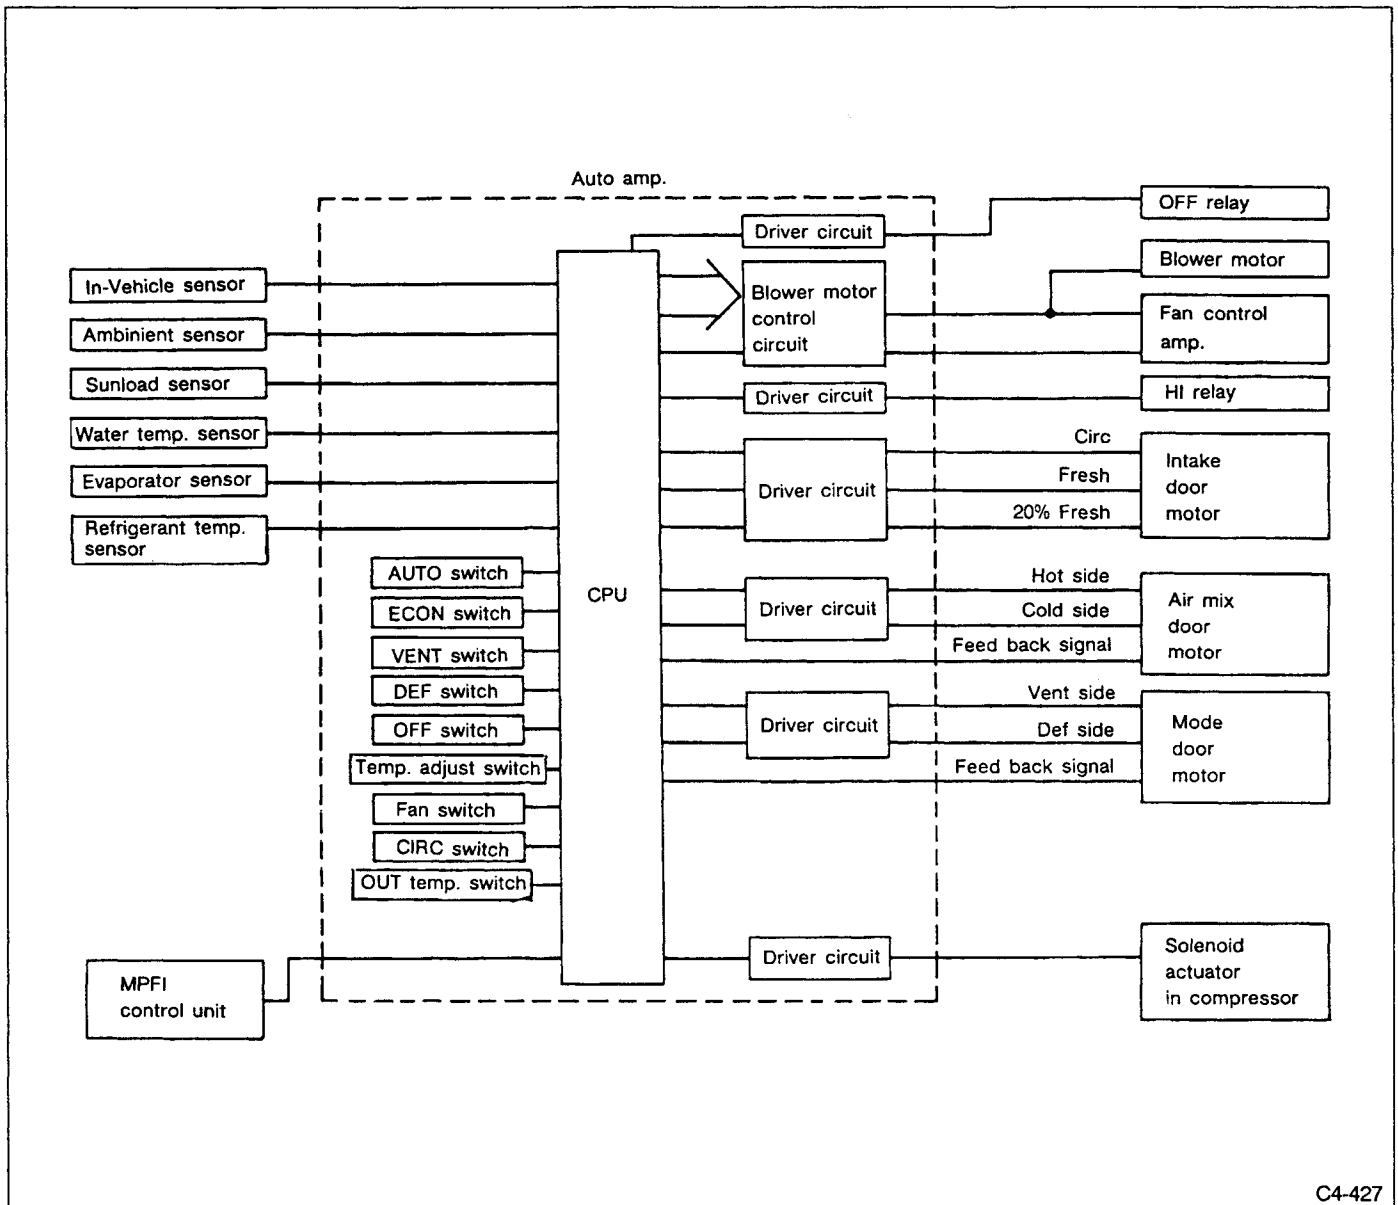 Auto amp.
In-Vehicle sensor
Ambinient sensor
Sunload sensor
Water temp. sensor
Evaporator sensor
Refrigerant temp.
sensor
AUTO switch
ECON switch
VENT switch
DEF switch
OFF switch
Temp. adjust switch
Fan switch
CIRC switch
OUT temp. switch
MPFI
control unit
CPU
Driver circuit
Blower motor
control
circuit
Driver circuit
Driver circuit
Driver circuit
Driver circuit
Driver circuit
Circ
Fresh
20% Fresh
Hot side
Cold side
Feed back signal
Vent side
Def side
Feed back signal
OFF relay
Blower motor
Fan control
amp.
HI relay
Intake
door
motor
Air mix
door
motor
Mode
door
motor
Solenoid
actuator
in compressor
C4-427